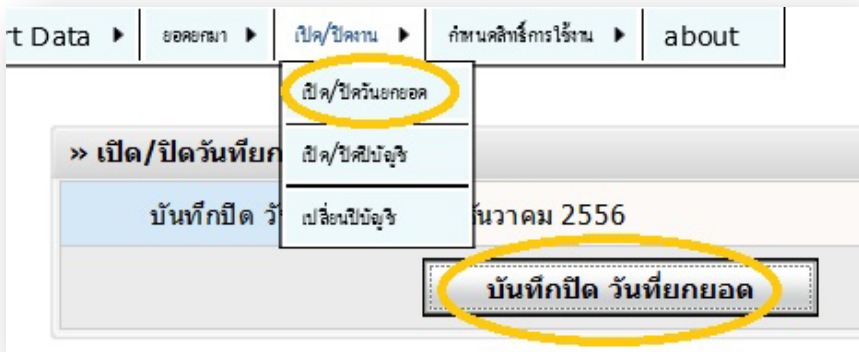 rt Data ยอดยกมา เปิด/ปิดงาน กำหนดสิทธิ์การใช้งาน about
เปิด/ปิดวันยกยอด
» เปิด/ปิดวันที่ยก
เปิด/ปิดปีบัญชี
บันทึกปิด วั
เปลี่ยนปีบัญชี
ันวาคม 2556
บันทึกปิด วันที่ยกยอด